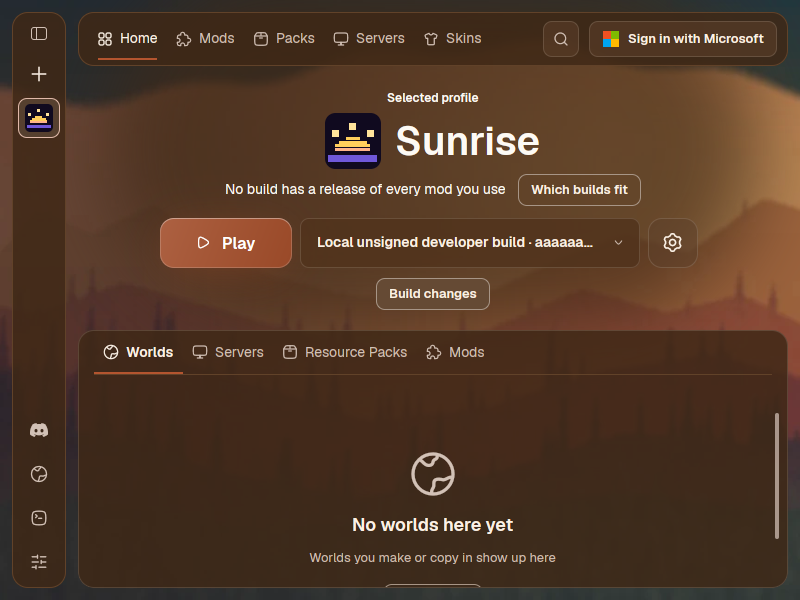 Home
Mods
Packs
Servers
Skins
Sign in with Microsoft
Selected profile
Sunrise
No build has a release of every mod you use
Which builds fit
Play
Local unsigned developer build · aaaaaa...
Build changes
Worlds
Servers
Resource Packs
Mods
No worlds here yet
Worlds you make or copy in show up here